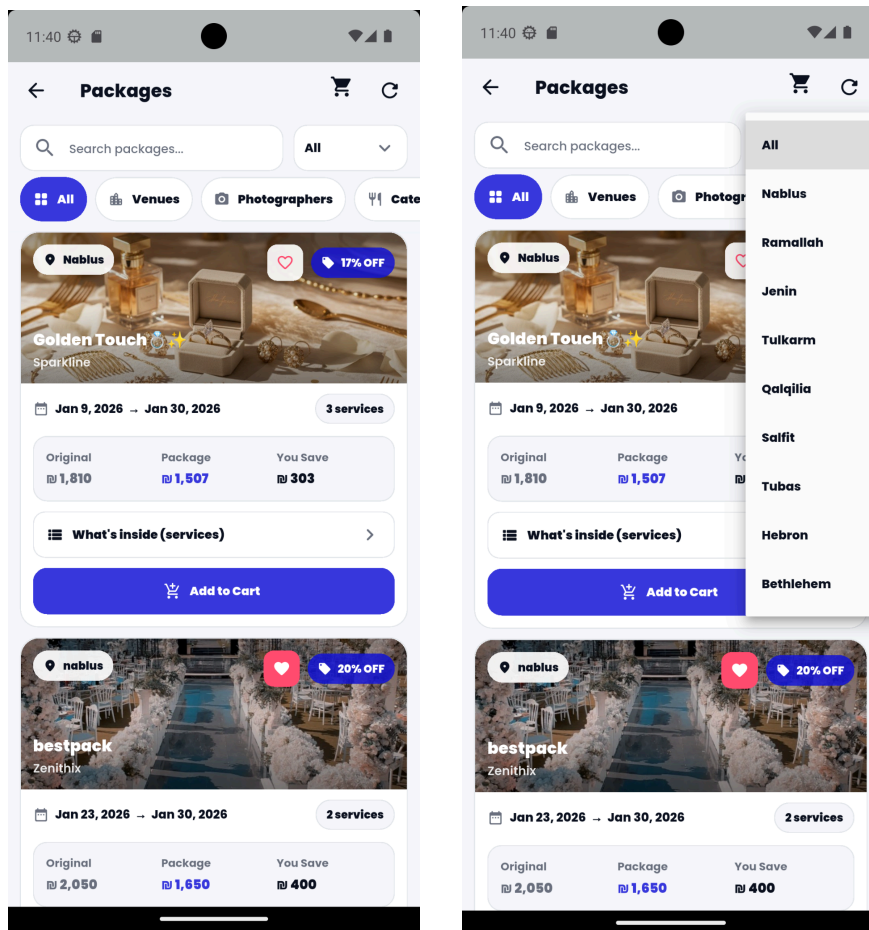 11:40
Packages
Search packages...
All
All
Venues
Photographers
Cate
Nablus
17% OFF
Golden Touch💍✨
Sparkline
Jan 9, 2026 → Jan 30, 2026
3 services
Original
Package
You Save
₪ 1,810
₪ 1,507
₪ 303
What's inside (services)
Add to Cart
nablus
20% OFF
bestpack
Zenithix
Jan 23, 2026 → Jan 30, 2026
2 services
Original
Package
You Save
₪ 2,050
₪ 1,650
₪ 400
11:40
Packages
Search packages...
All
Venues
Photogr
All
Nablus
Ramallah
Jenin
Tulkarm
Qalqilia
Salfit
Tubas
Hebron
Bethlehem
Nablus
Golden Touch💍✨
Sparkline
Jan 9, 2026 → Jan 30, 2026
Original
Package
Yo
₪ 1,810
₪ 1,507
₪
What's inside (services)
Add to Cart
nablus
20% OFF
bestpack
Zenithix
Jan 23, 2026 → Jan 30, 2026
2 services
Original
Package
You Save
₪ 2,050
₪ 1,650
₪ 400